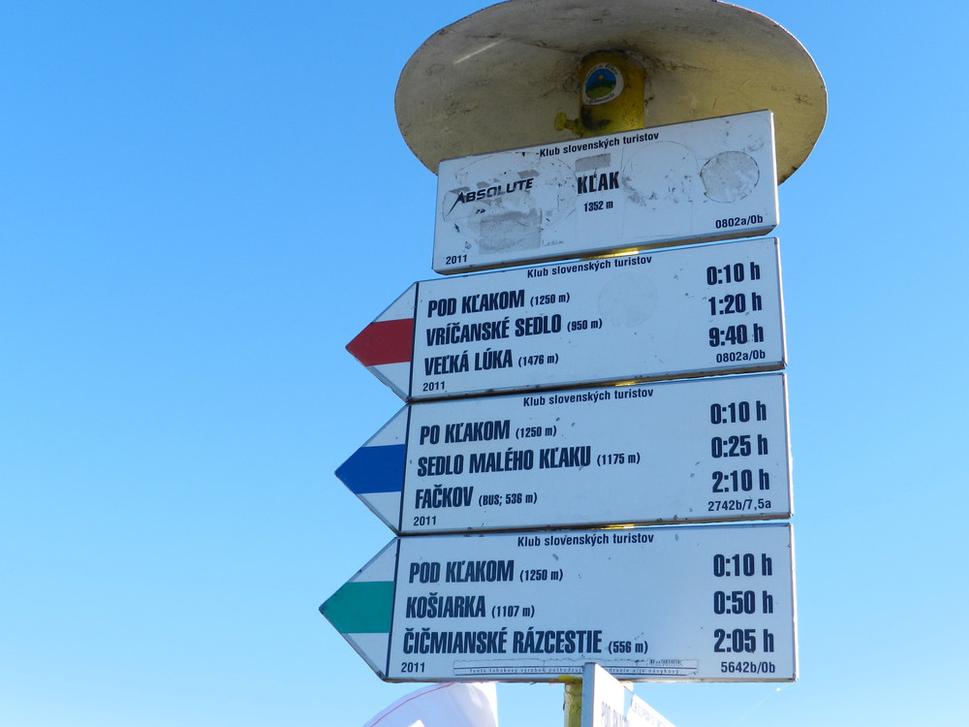 Klub slovenských turistov
ABSOLUTE
KĽAK
1352 m
2011 0802a/0b
Klub slovenských turistov
POD KĽAKOM (1250 m) 0:10 h
VRÍČANSKÉ SEDLO (950 m) 1:20 h
VEĽKÁ LÚKA (1476 m) 9:40 h
2011 0802a/0b
Klub slovenských turistov
PO KĽAKOM (1250 m) 0:10 h
SEDLO MALÉHO KĽAKU (1175 m) 0:25 h
FAČKOV (BUS; 536 m) 2:10 h
2011 2742b/7,5a
Klub slovenských turistov
POD KĽAKOM (1250 m) 0:10 h
KOŠIARKA (1107 m) 0:50 h
ČIČMIANSKÉ RÁZCESTIE (556 m) 2:05 h
2011 5642b/0b